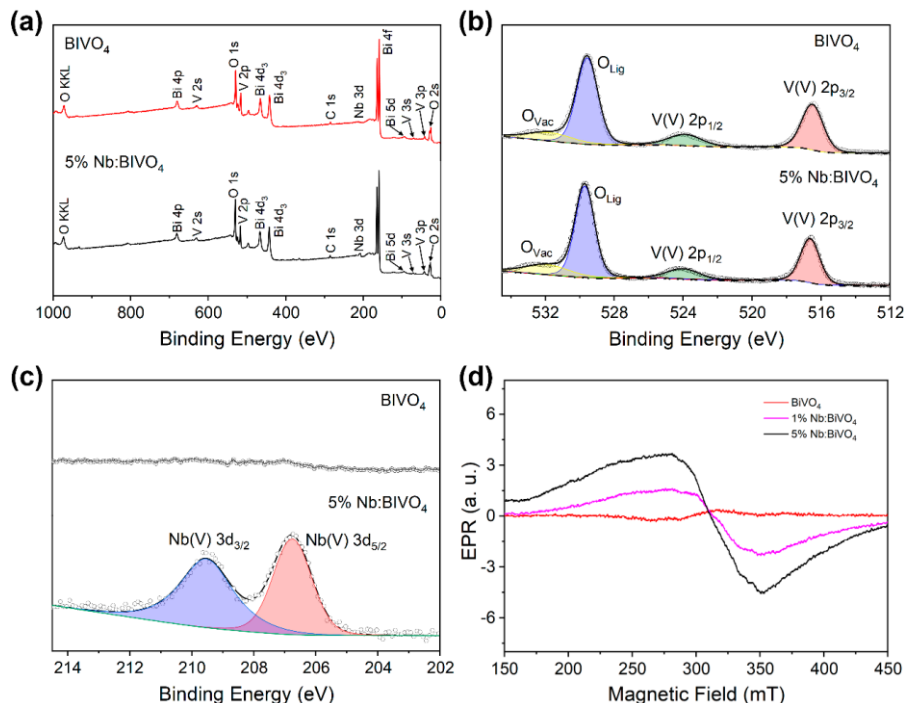 (a)
BIVO₄
O KKL
Bi 4p
V 2s
O 1s
V 2p
Bi 4d₃
Bi 4d₃
C 1s
Nb 3d
Bi 4f
Bi 5d
V 3s
V 3p
O 2s
5% Nb:BIVO₄
O KKL
Bi 4p
V 2s
O 1s
V 2p
Bi 4d₃
Bi 4d₃
C 1s
Nb 3d
Bi 5d
V 3s
V 3p
O 2s
1000 800 600 400 200 0
Binding Energy (eV)
(b)
BIVO₄
O_Lig
O_Vac
V(V) 2p₁/₂
V(V) 2p₃/₂
5% Nb:BIVO₄
O_Lig
O_Vac
V(V) 2p₁/₂
V(V) 2p₃/₂
532 528 524 520 516 512
Binding Energy (eV)
(c)
BIVO₄
5% Nb:BIVO₄
Nb(V) 3d₃/₂
Nb(V) 3d₅/₂
214 212 210 208 206 204 202
Binding Energy (eV)
(d)
BiVO₄
1% Nb:BiVO₄
5% Nb:BiVO₄
EPR (a. u.)
6
3
0
-3
-6
150 200 250 300 350 400 450
Magnetic Field (mT)